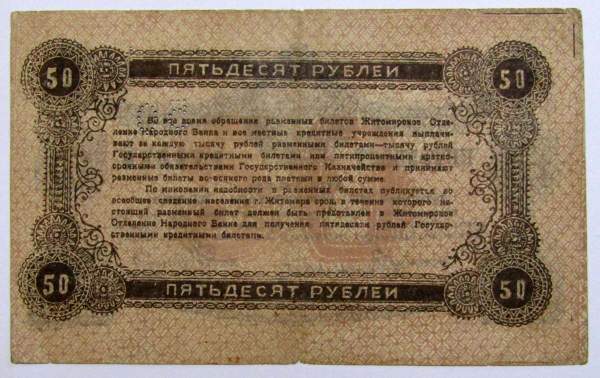 50 ПЯТЬДЕСЯТ РУБЛЕЙ 50
Во все время обращения разменных билетов Житомирское Отде-
ление Народного Банка и все местные кредитные учреждения выплачи-
вают за каждую тысячу рублей разменными билетами—тысячу рублей
Государственными кредитными билетами или пятипроцентными кратко-
срочными обязательствами Государственного Казначейства и принимают
разменные билеты во всякого рода платежи в любой сумме.
По миновании надобности в разменных билетах публикуется во
всеобщее сведение населения г. Житомира срок, в течение которого на-
стоящий разменный билет должен быть представлен в Житомирское
Отделение Народного Банка для получения пятидесяти рублей Госуда-
рственными кредитными билетами.
50 ПЯТЬДЕСЯТ РУБЛЕЙ 50